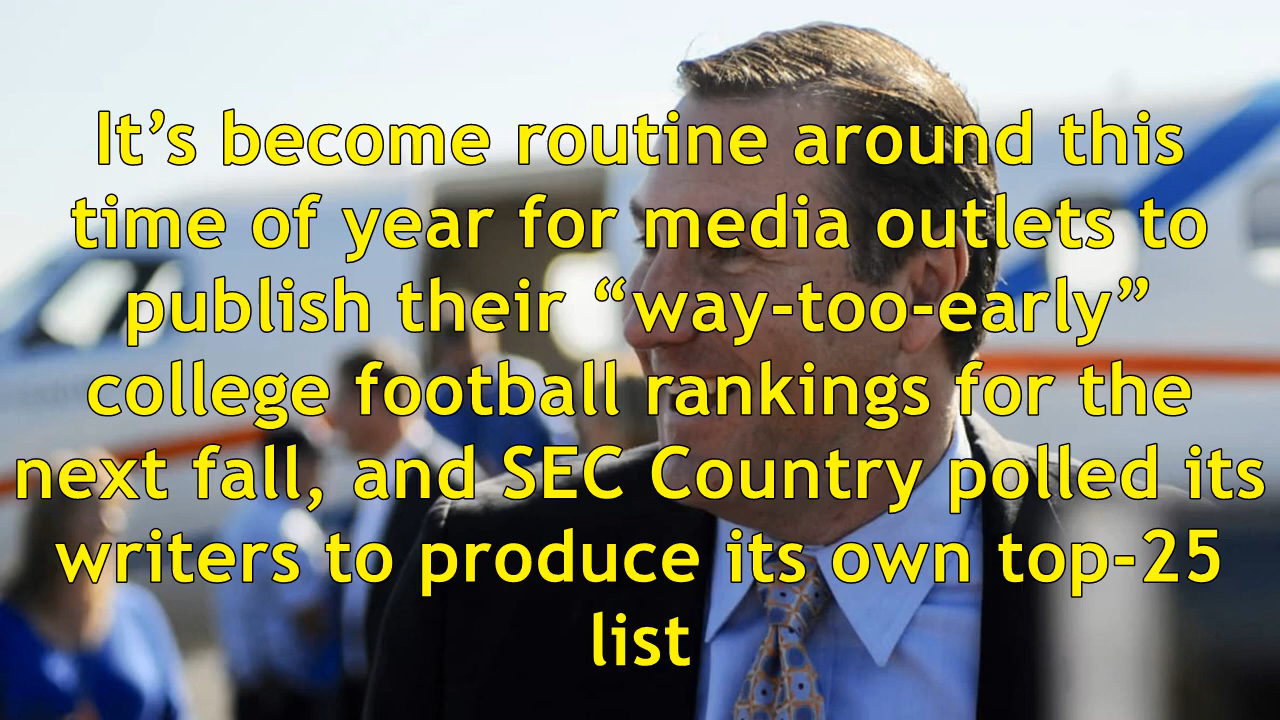 It’s become routine around this
time of year for media outlets to
publish their “way-too-early”
college football rankings for the
next fall, and SEC Country polled its
writers to produce its own top-25
list